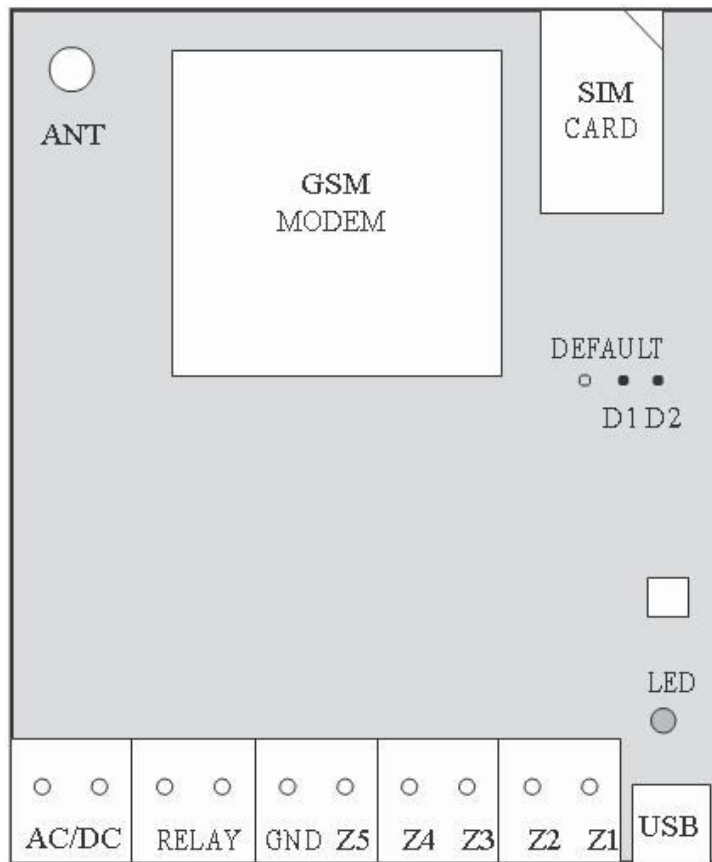 ANT
GSM
MODEM
SIM
CARD
DEFAULT
D1 D2
LED
AC/DC RELAY GND Z5 Z4 Z3 Z2 Z1 USB